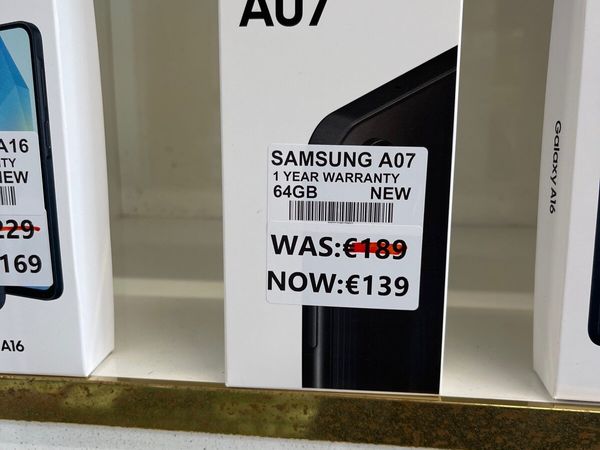 A07
SAMSUNG A07
1 YEAR WARRANTY
64GB NEW
WAS:€189
NOW:€139
A16
NEW
229
169
A16
Galaxy A16